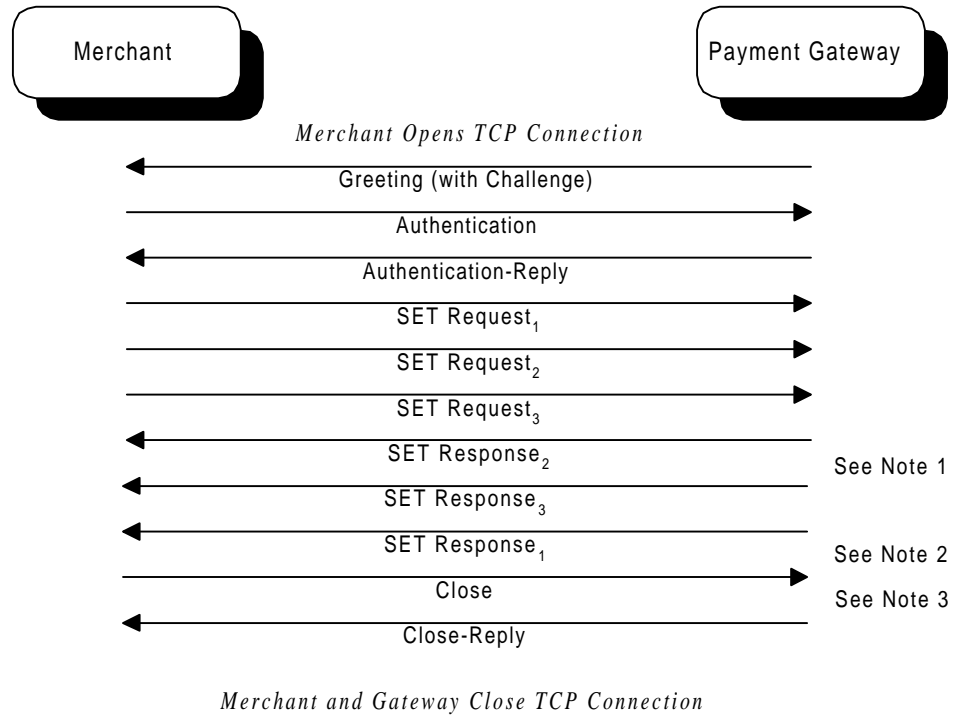 Merchant
Payment Gateway
Merchant Opens TCP Connection
Greeting (with Challenge)
Authentication
Authentication-Reply
SET Request1
SET Request2
SET Request3
SET Response2
See Note 1
SET Response3
SET Response1
See Note 2
Close
See Note 3
Close-Reply
Merchant and Gateway Close TCP Connection